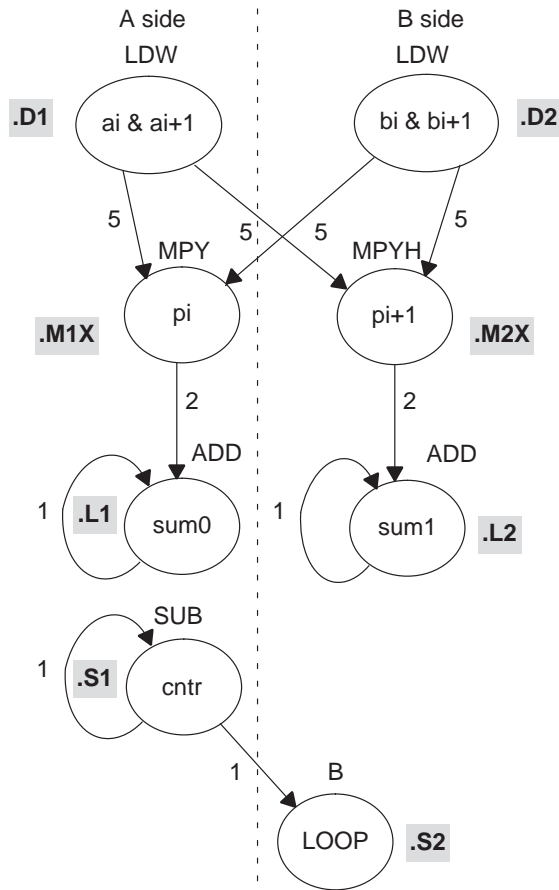 A side
B side
LDW
LDW
.D1
ai & ai+1
bi & bi+1
.D2
5
5
5
5
MPY
MPYH
pi
pi+1
.M1X
.M2X
2
2
ADD
ADD
1
.L1
sum0
1
sum1
.L2
SUB
1
.S1
cntr
1
B
LOOP
.S2